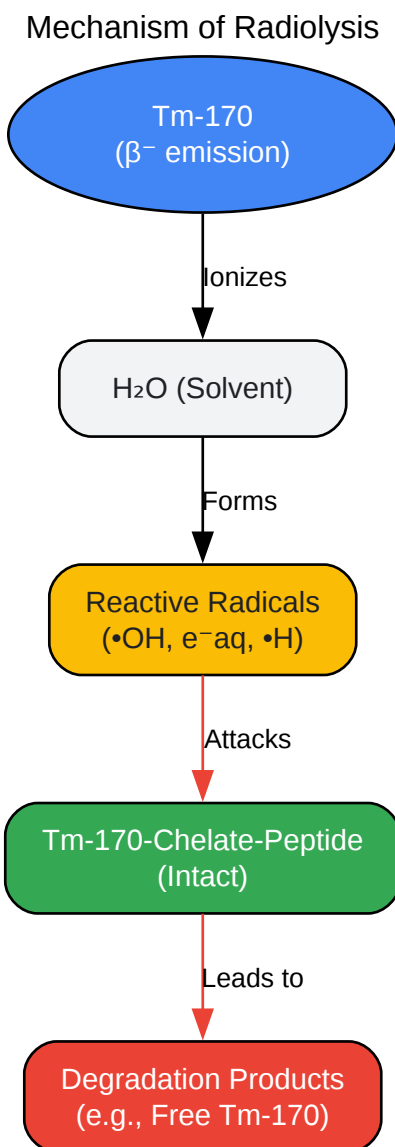 Mechanism of Radiolysis
Tm-170
(β⁻ emission)
Ionizes
H₂O (Solvent)
Forms
Reactive Radicals
(•OH, e⁻aq, •H)
Attacks
Tm-170-Chelate-Peptide
(Intact)
Leads to
Degradation Products
(e.g., Free Tm-170)